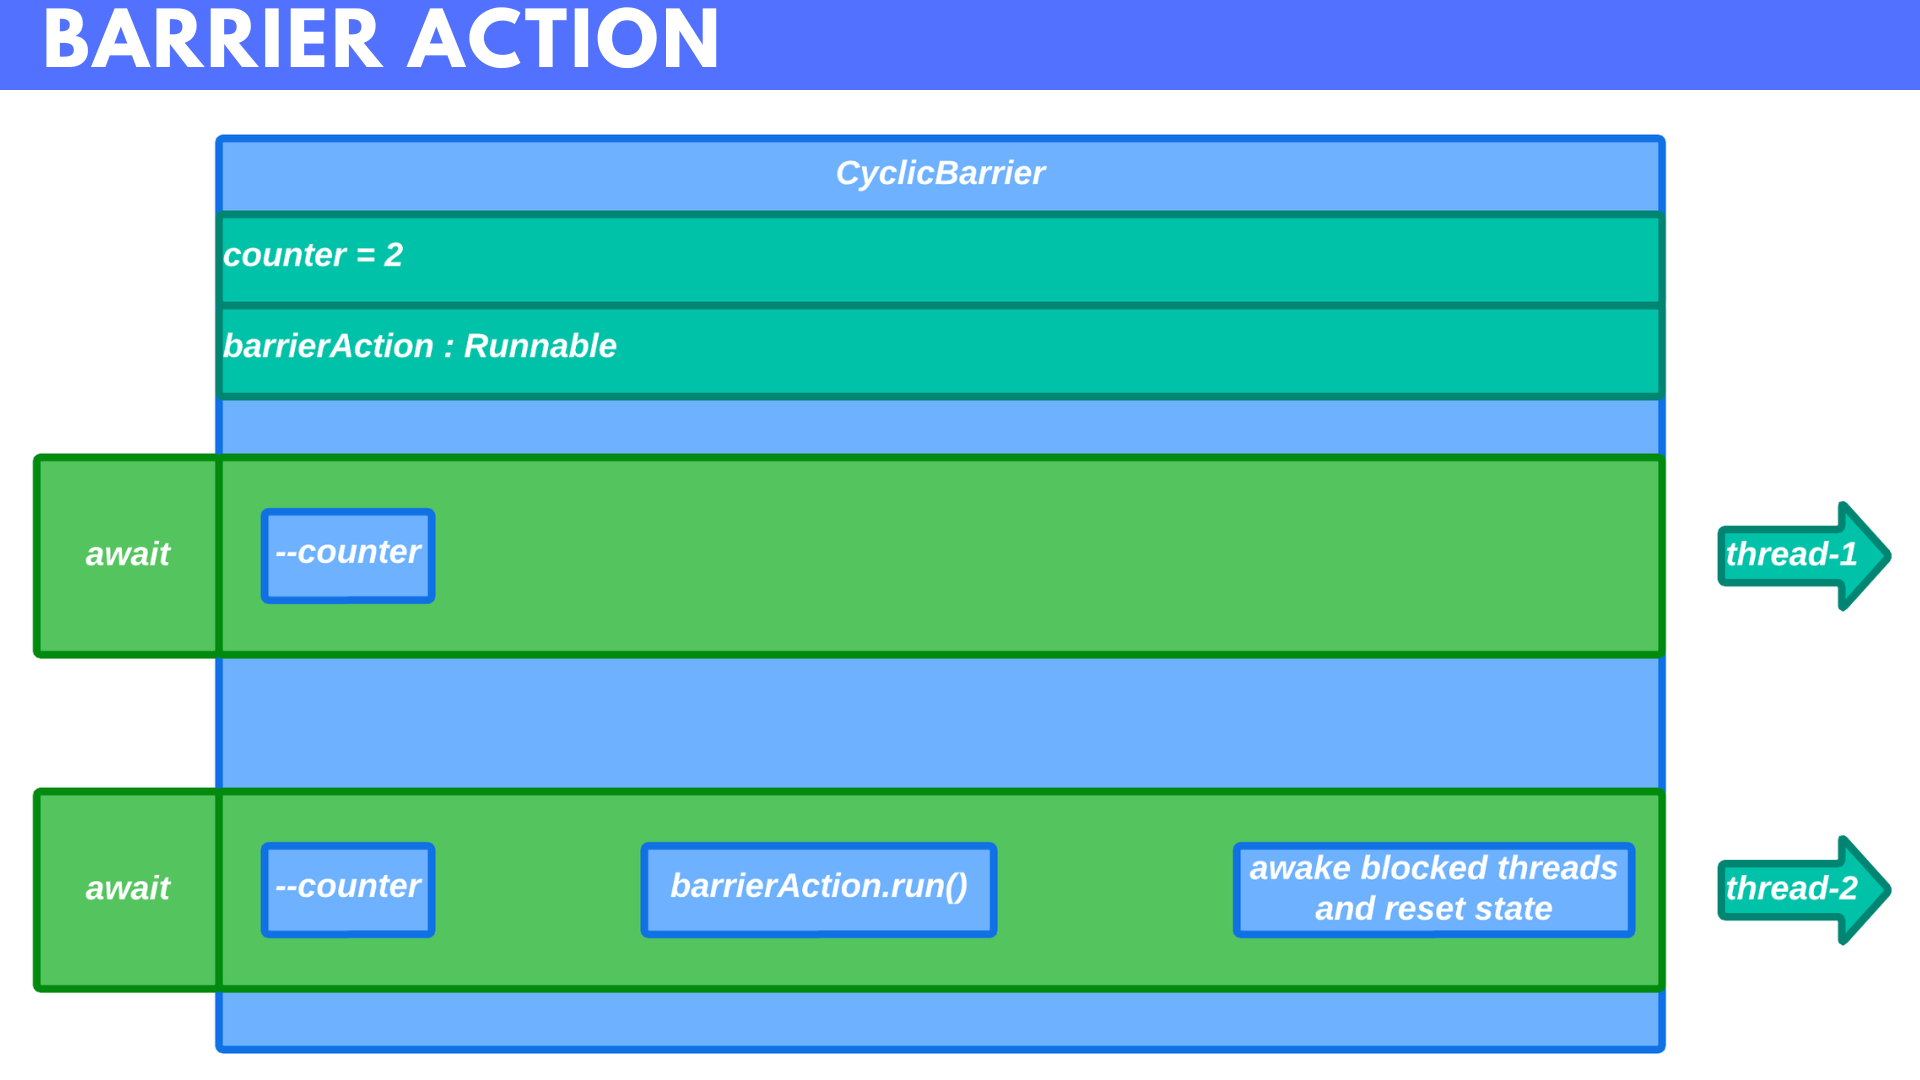 BARRIER ACTION
CyclicBarrier
counter = 2
barrierAction : Runnable
await
--counter
thread-1
await
--counter
barrierAction.run()
awake blocked threads
and reset state
thread-2